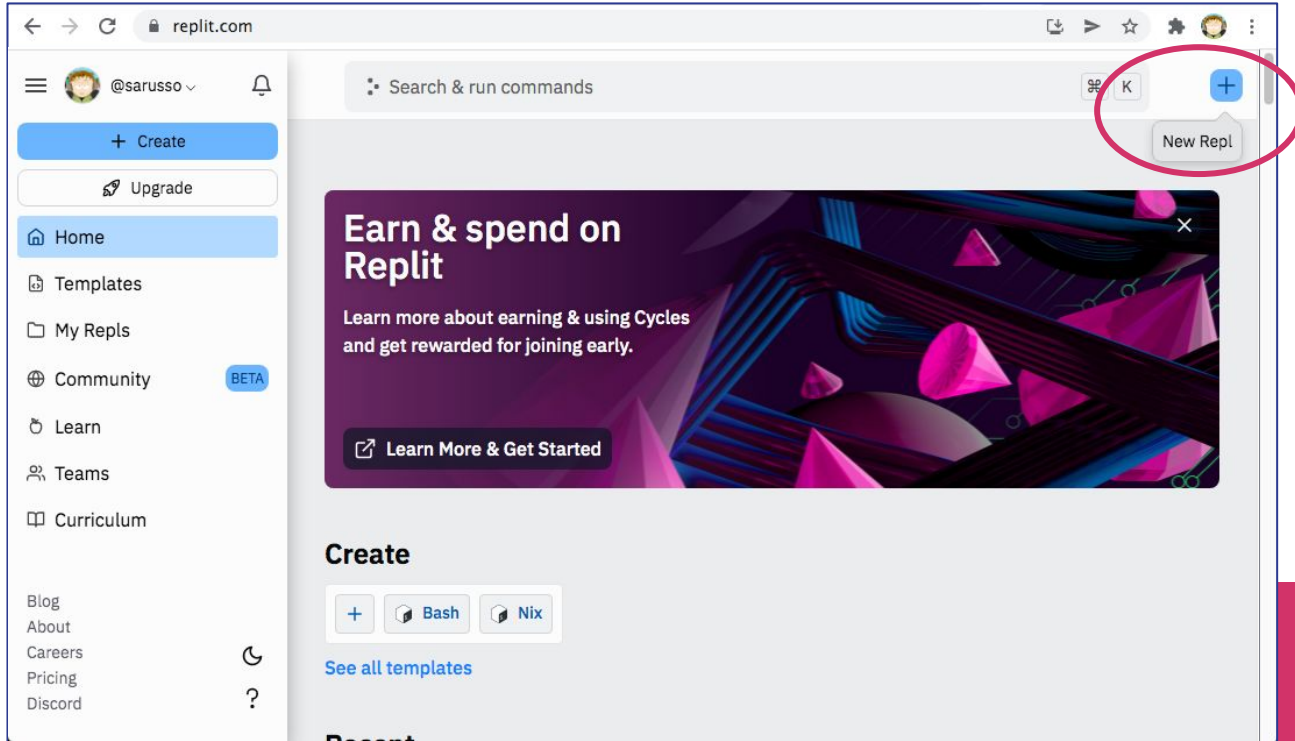 replit.com
@sarusso
Search & run commands
⌘ K
+
New Repl
+ Create
Upgrade
Home
Templates
My Repls
Community BETA
Learn
Teams
Curriculum
Blog
About
Careers
Pricing
Discord
?
Earn & spend on
Replit
Learn more about earning & using Cycles
and get rewarded for joining early.
Learn More & Get Started
Create
+ Bash Nix
See all templates
Recent